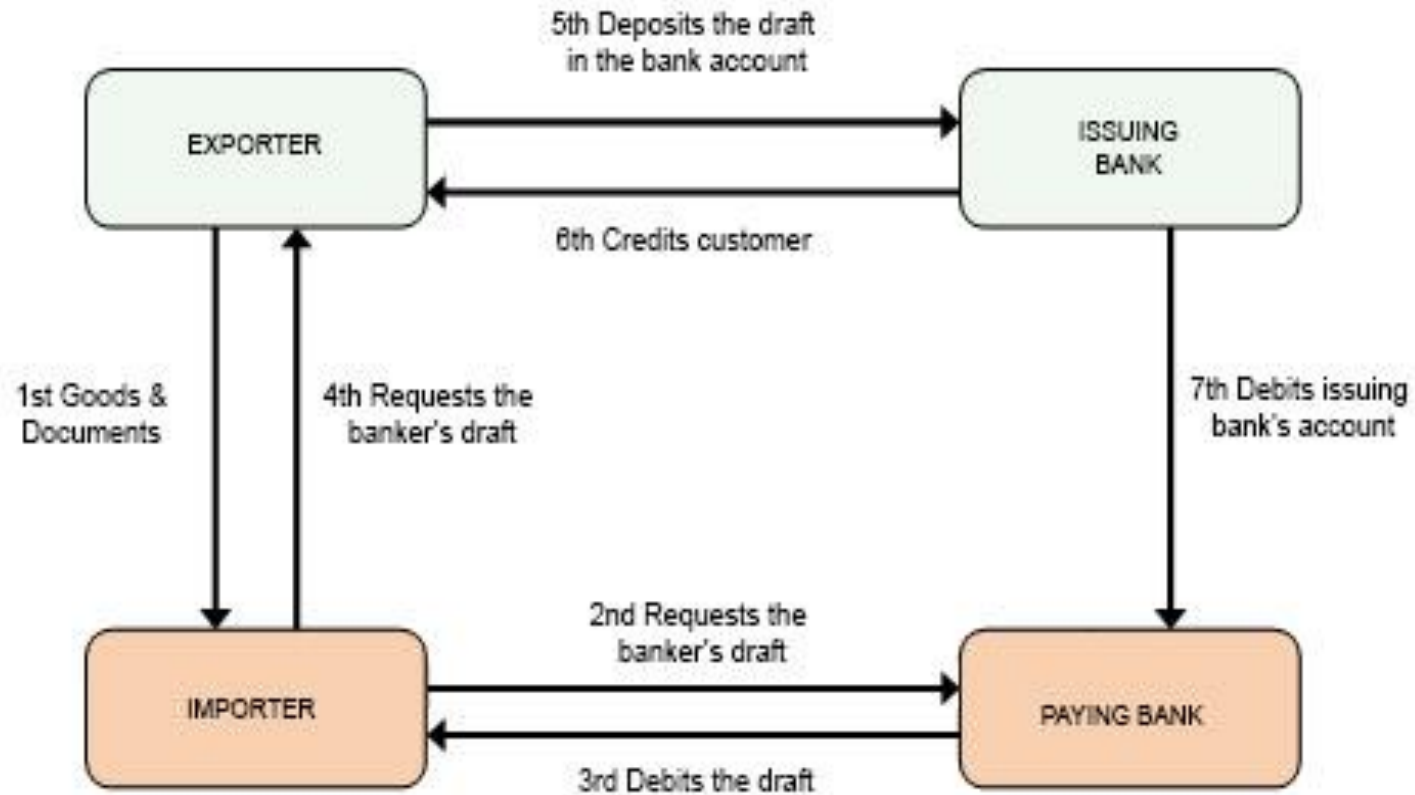 5th Deposits the draft
in the bank account
EXPORTER
ISSUING
BANK
6th Credits customer
1st Goods &
Documents
4th Requests the
banker's draft
7th Debits issuing
bank's account
2nd Requests the
banker's draft
IMPORTER
PAYING BANK
3rd Debits the draft